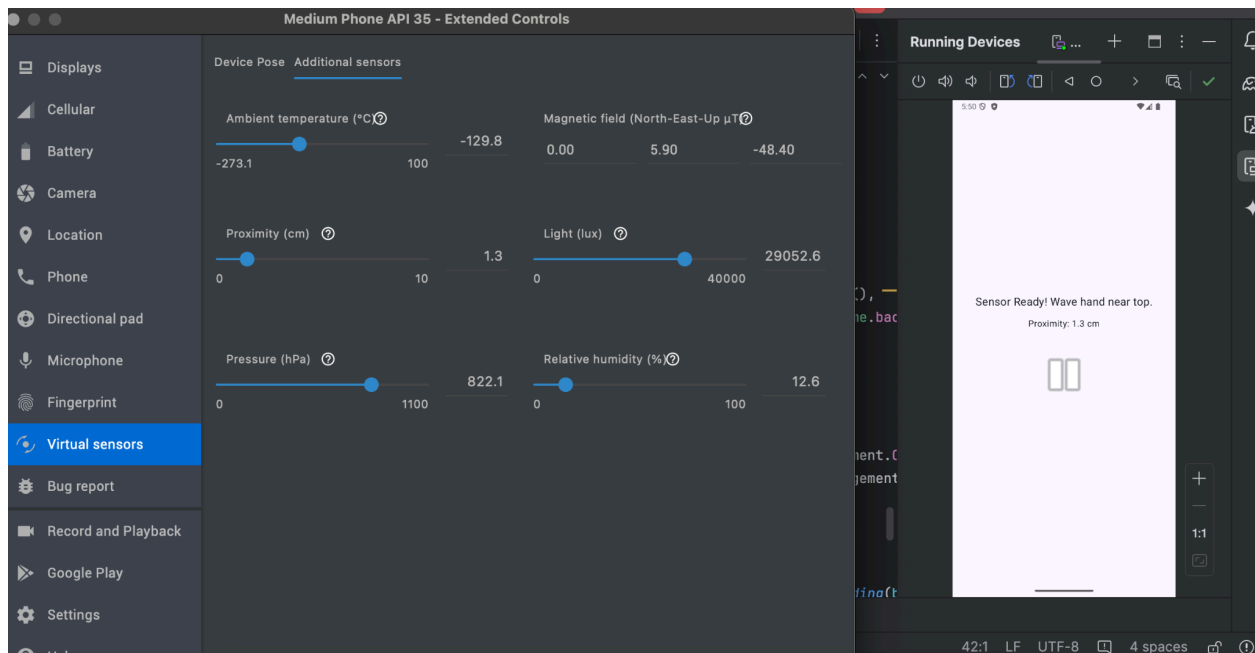 Medium Phone API 35 - Extended Controls
Displays
Cellular
Battery
Camera
Location
Phone
Directional pad
Microphone
Fingerprint
Virtual sensors
Bug report
Record and Playback
Google Play
Settings
Device Pose Additional sensors
Ambient temperature (°C)
-129.8
-273.1 100
Magnetic field (North-East-Up µT)
0.00 5.90 -48.40
Proximity (cm)
1.3
0 10
Light (lux)
29052.6
0 40000
Pressure (hPa)
822.1
0 1100
Relative humidity (%)
12.6
0 100
(),
me.bac
ment.C
gement
ding(b
Running Devices ...
5:50
Sensor Ready! Wave hand near top.
Proximity: 1.3 cm
1:1
42:1 LF UTF-8 4 spaces